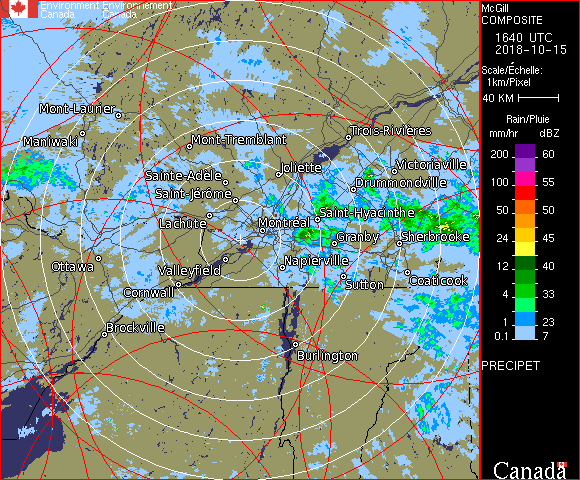 Environment Environnement
Canada Canada
McGill
COMPOSITE
1640 UTC
2018-10-15
Scale/Échelle:
1km/Pixel
40 KM
Rain/Pluie
mm/hr dBZ
200 60
100 55
50 50
24 45
12 40
4 33
1 23
0.1 7
PRECIPET
Canada
Mont-Laurier
Maniwaki
Mont-Tremblant
Trois-Rivières
Sainte-Adèle
Joliette
Victoriaville
Saint-Jérôme
Drummondville
Lachute
Montréal
Saint-Hyacinthe
Granby
Sherbrooke
Ottawa
Valleyfield
Napierville
Cornwall
Sutton
Coaticook
Brockville
Burlington